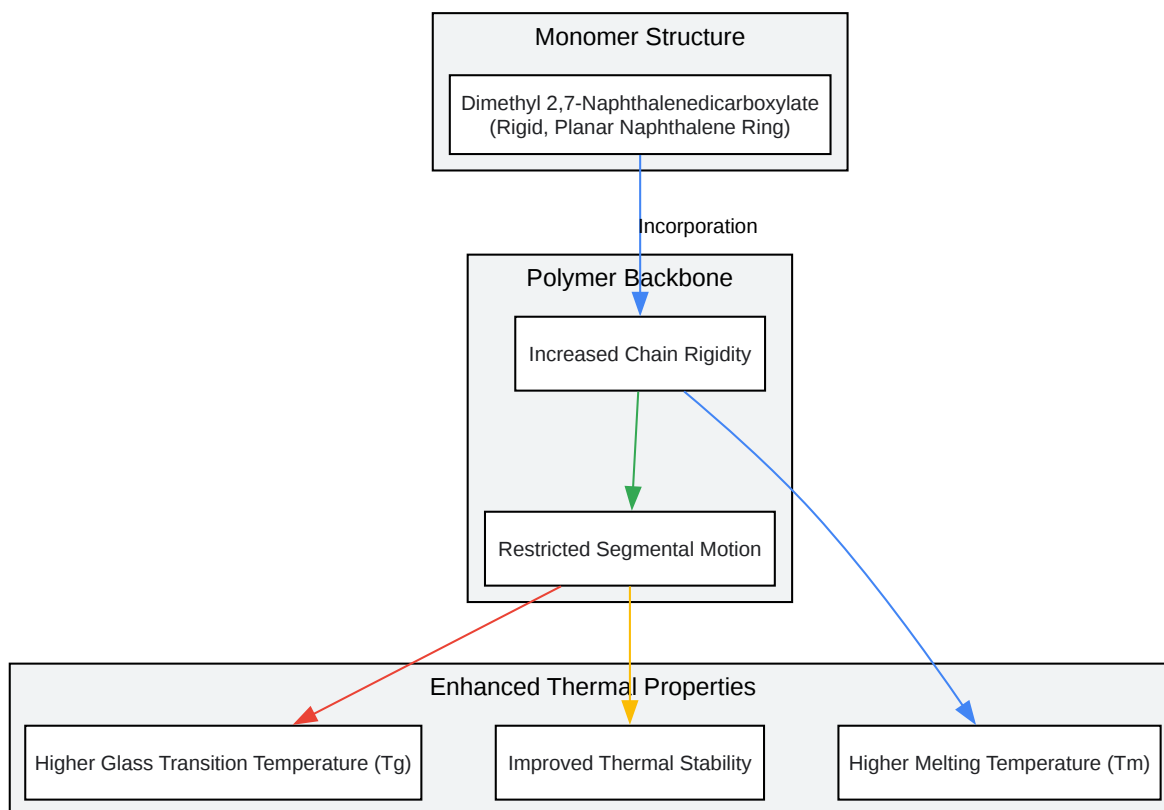 Monomer Structure
Dimethyl 2,7-Naphthalenedicarboxylate
(Rigid, Planar Naphthalene Ring)
Incorporation
Polymer Backbone
Increased Chain Rigidity
Restricted Segmental Motion
Enhanced Thermal Properties
Higher Glass Transition Temperature (Tg)
Improved Thermal Stability
Higher Melting Temperature (Tm)